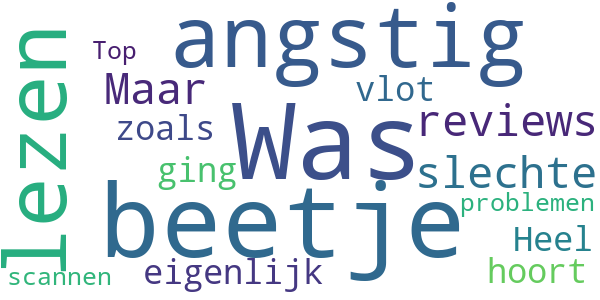 angstig
Top
Maar
vlot
zoals
Was
reviews
ging
slechte
lezen
beetje
problemen
Heel
scannen
eigenlijk
hoort